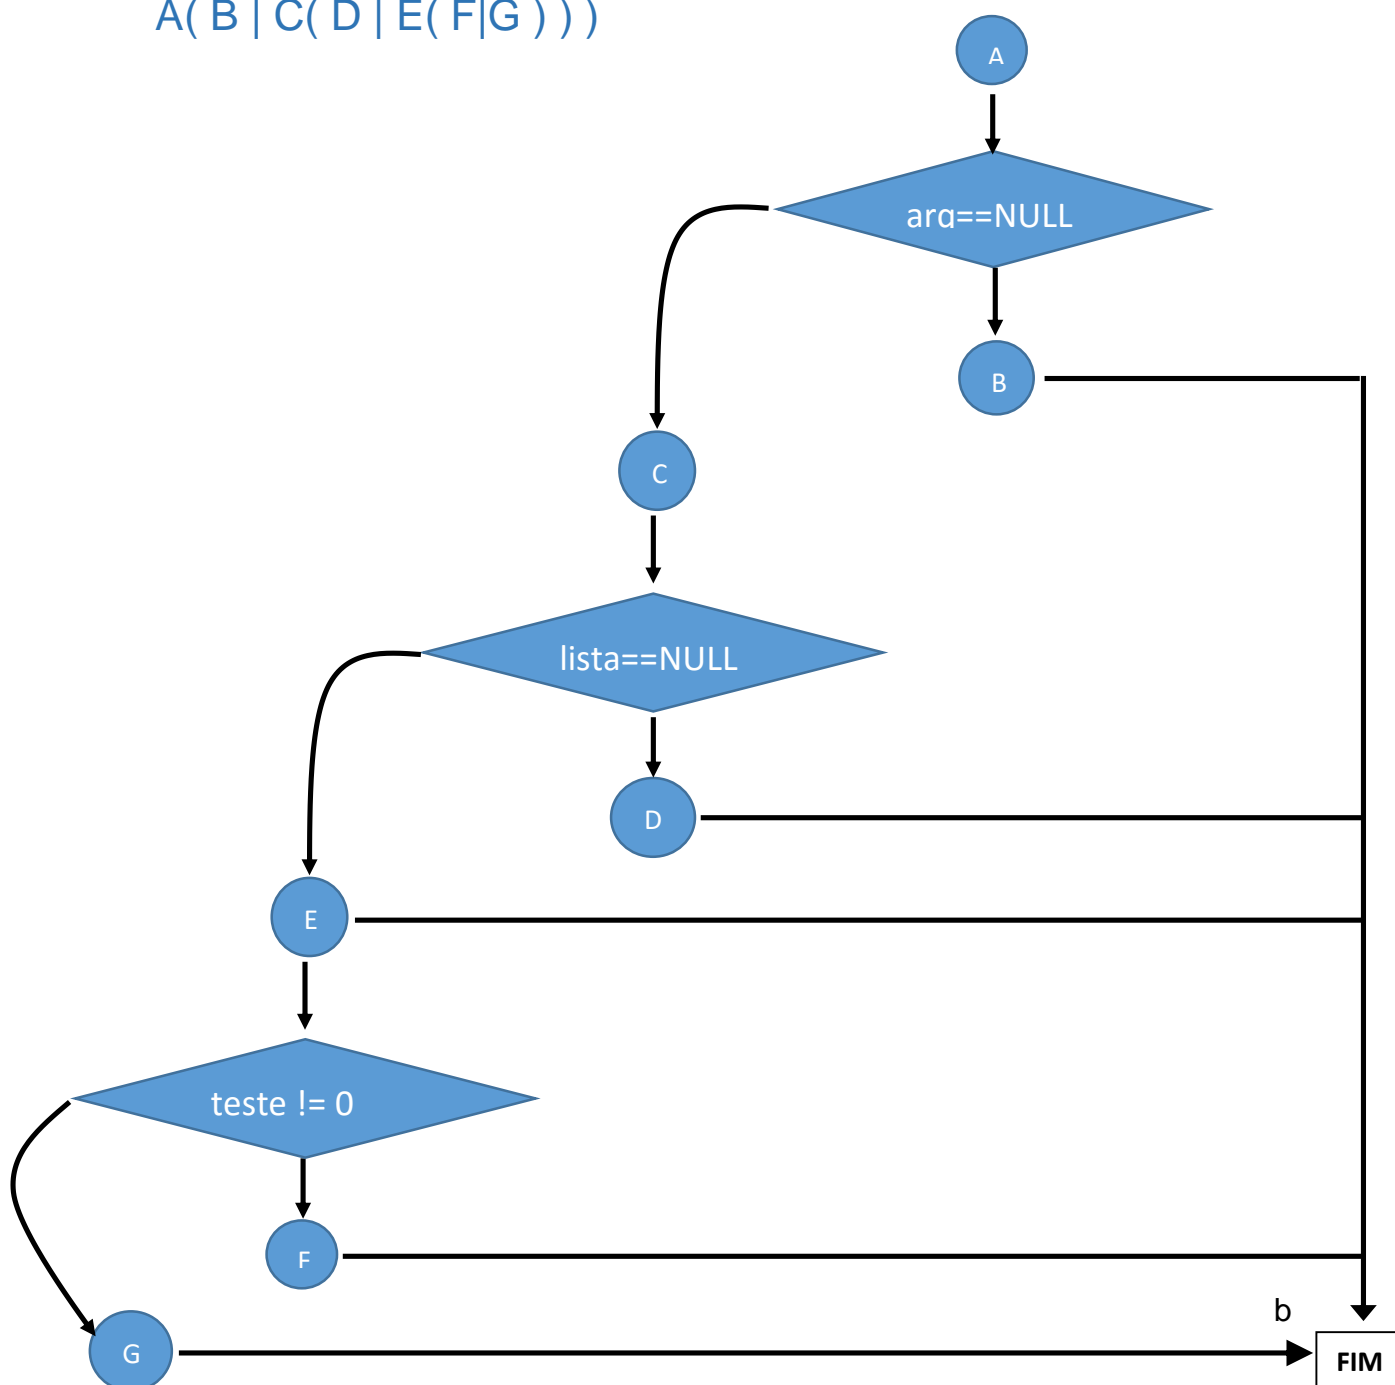 A( B | C( D | E( F|G ) ) )
A
arq==NULL
B
C
lista==NULL
D
E
teste != 0
F
b
G
FIM